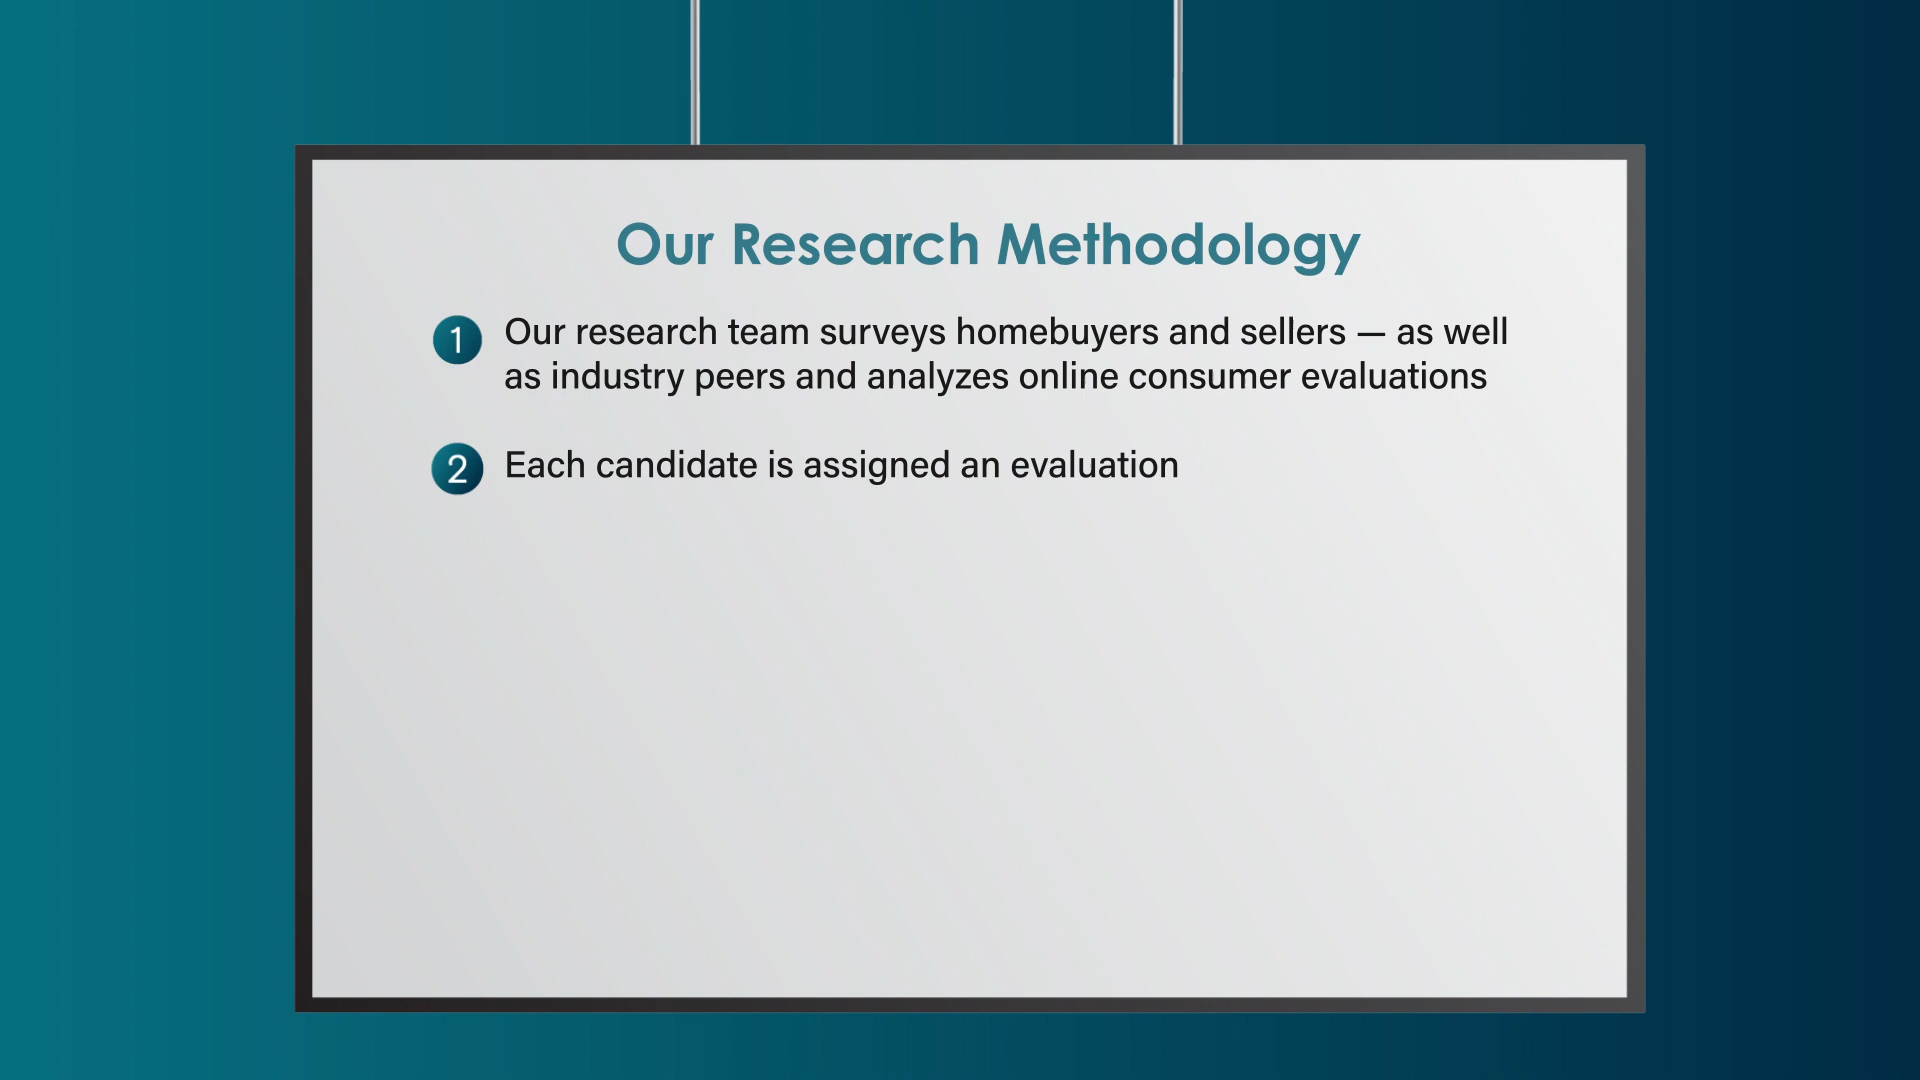 Our Research Methodology
1 Our research team surveys homebuyers and sellers — as well
as industry peers and analyzes online consumer evaluations
2 Each candidate is assigned an evaluation